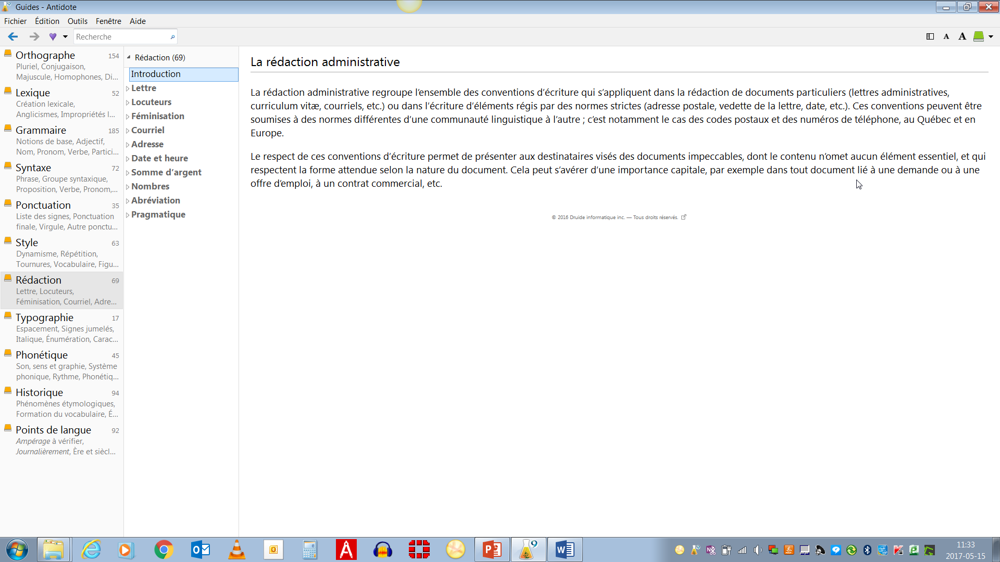 Guides - Antidote
Fichier Édition Outils Fenêtre Aide
Recherche
A A
Orthographe 154
Pluriel, Conjugaison,
Majuscule, Homophones, Di...
Lexique 52
Création lexicale,
Anglicismes, Impropriétés l...
Grammaire 185
Notions de base, Adjectif,
Nom, Pronom, Verbe, Partici...
Syntaxe 72
Phrase, Groupe syntaxique,
Proposition, Verbe, Pronom,...
Ponctuation 35
Liste des signes, Ponctuation
finale, Virgule, Autre ponctu...
Style 63
Dynamisme, Répétition,
Tournures, Vocabulaire, Figu...
Rédaction 69
Lettre, Locuteurs,
Féminisation, Courriel, Adre...
Typographie 17
Espacement, Signes jumelés,
Italique, Énumération, Carac...
Phonétique 45
Son, sens et graphie, Système
phonique, Rythme, Phonétiq...
Historique 94
Phénomènes étymologiques,
Formation du vocabulaire, É...
Points de langue 92
Ampérage à vérifier,
Journalièrement, Ère et siècl...
Rédaction (69)
Introduction
Lettre
Locuteurs
Féminisation
Courriel
Adresse
Date et heure
Somme d’argent
Nombres
Abréviation
Pragmatique
La rédaction administrative
La rédaction administrative regroupe l’ensemble des conventions d’écriture qui s’appliquent dans la rédaction de documents particuliers (lettres administratives,
curriculum vitæ, courriels, etc.) ou dans l’écriture d’éléments régis par des normes strictes (adresse postale, vedette de la lettre, date, etc.). Ces conventions peuvent être
soumises à des normes différentes d’une communauté linguistique à l’autre ; c’est notamment le cas des codes postaux et des numéros de téléphone, au Québec et en
Europe.
Le respect de ces conventions d’écriture permet de présenter aux destinataires visés des documents impeccables, dont le contenu n’omet aucun élément essentiel, et qui
respectent la forme attendue selon la nature du document. Cela peut s’avérer d’une importance capitale, par exemple dans tout document lié à une demande ou à une
offre d’emploi, à un contrat commercial, etc.
© 2016 Druide informatique inc. — Tous droits réservés.
11:33
2017-05-15